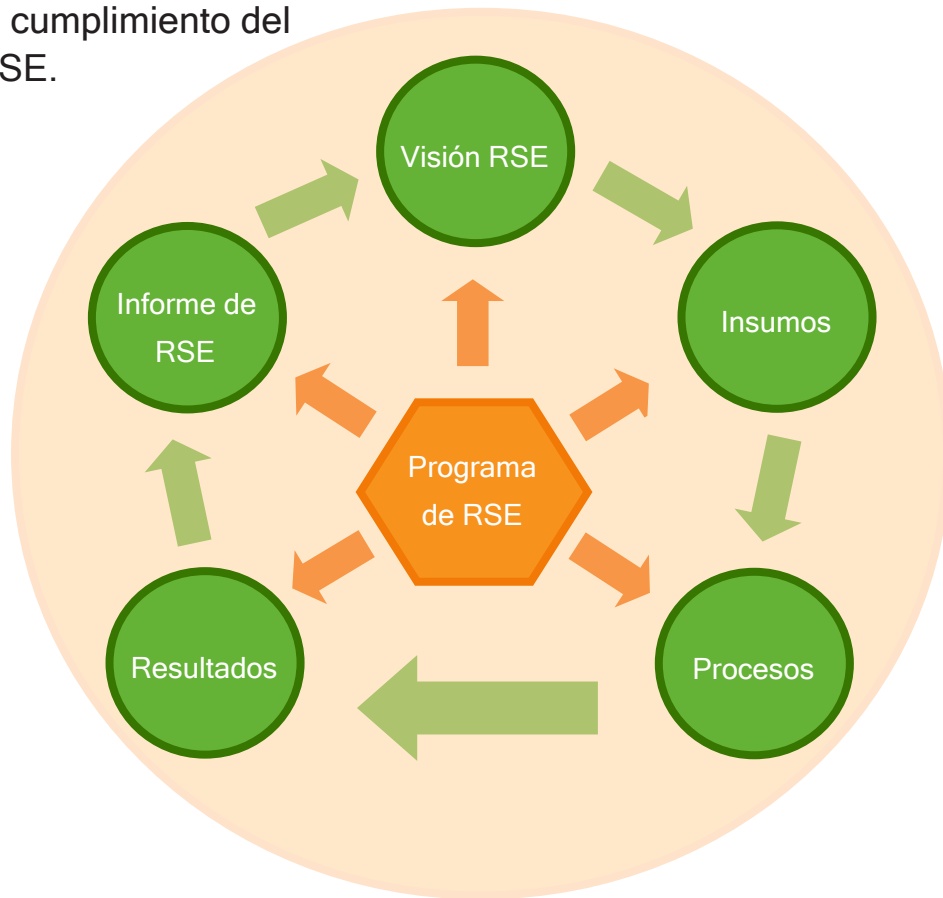 cumplimiento del
SE.
Visión RSE
Informe de
RSE
Insumos
Programa
de RSE
Resultados
Procesos